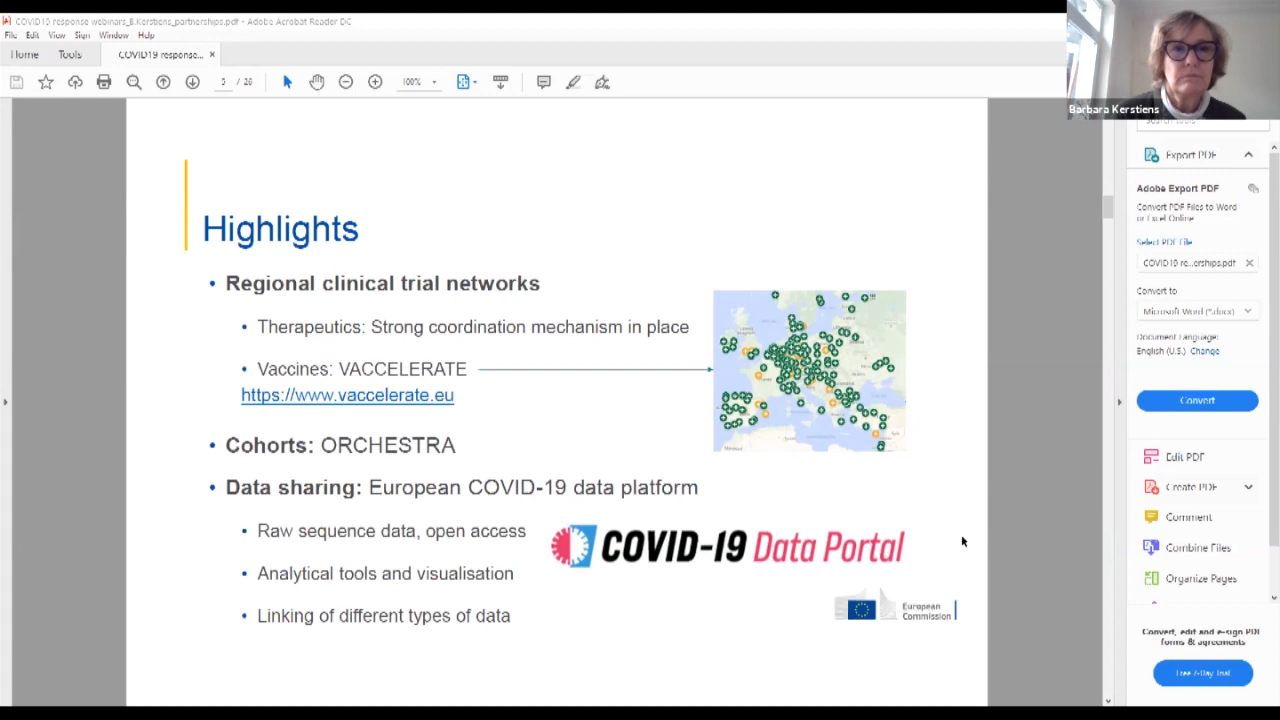 COVID19 response webinars_B.Kerstiens_partnerships.pdf - Adobe Acrobat Reader DC
File Edit View Sign Window Help
Home Tools COVID19 response... ×
5 / 26 100%
Barbara Kerstiens
Highlights
• Regional clinical trial networks
• Therapeutics: Strong coordination mechanism in place
• Vaccines: VACCELERATE
https://www.vaccelerate.eu
• Cohorts: ORCHESTRA
• Data sharing: European COVID-19 data platform
• Raw sequence data, open access
COVID-19 Data Portal
• Analytical tools and visualisation
• Linking of different types of data
European
Commission
Search tools
Export PDF
Adobe Export PDF
Convert PDF Files to Word
or Excel Online
Select PDF File
COVID19 re...erships.pdf ×
Convert to
Microsoft Word (*.docx)
Document Language:
English (U.S.) Change
Convert
Edit PDF
Create PDF
Comment
Combine Files
Organize Pages
Convert, edit and e-sign PDF
forms & agreements
Free 7-Day Trial